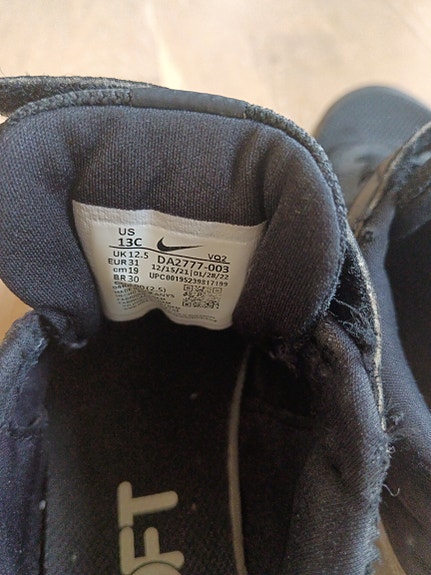 US
13C
UK 12.5
EUR 31
cm 19
BR 30
VQ2
DA2777-003
12/15/21 | 01/28/22
UPC00195239817199
OFT